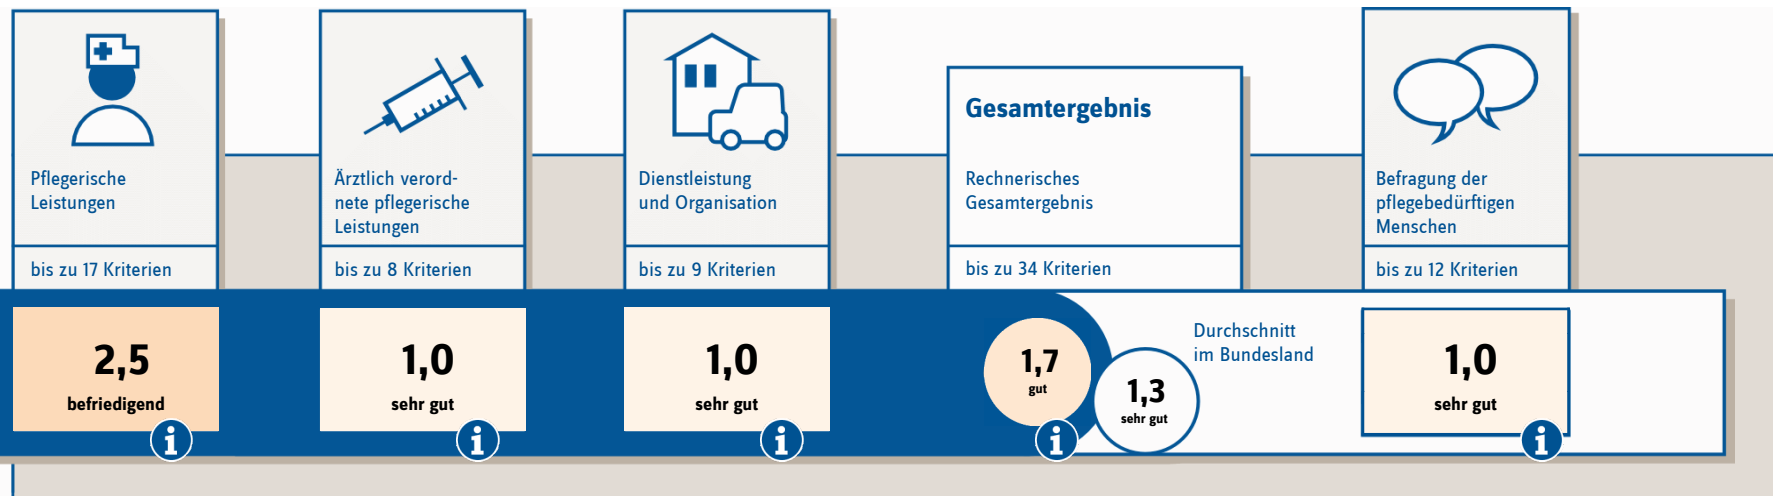 Pflegerische
Leistungen
bis zu 17 Kriterien
2,5
befriedigend
i
Ärztlich verord-
nete pflegerische
Leistungen
bis zu 8 Kriterien
1,0
sehr gut
i
Dienstleistung
und Organisation
bis zu 9 Kriterien
1,0
sehr gut
i
Gesamtergebnis
Rechnerisches
Gesamtergebnis
bis zu 34 Kriterien
1,7
gut
i
Durchschnitt
im Bundesland
1,3
sehr gut
Befragung der
pflegebedürftigen
Menschen
bis zu 12 Kriterien
1,0
sehr gut
i